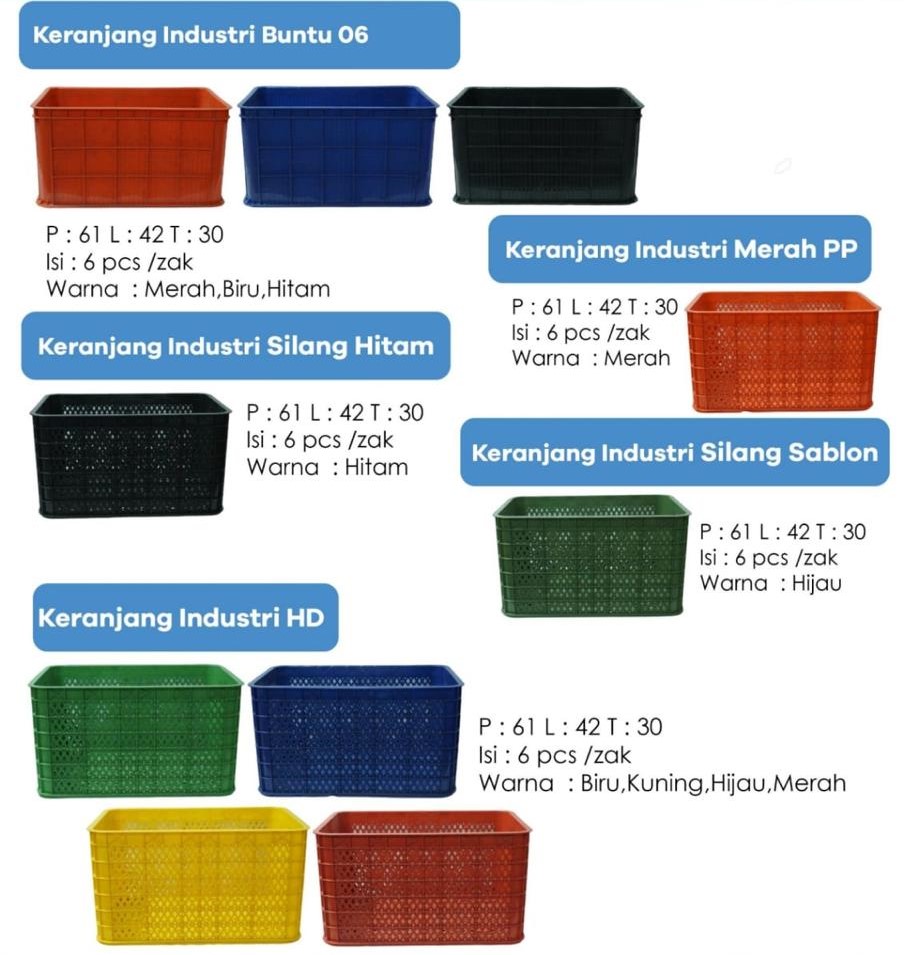 Keranjang Industri Buntu 06
P : 61 L : 42 T : 30
Isi : 6 pcs /zak
Warna : Merah,Biru,Hitam
Keranjang Industri Merah PP
P : 61 L : 42 T : 30
Isi : 6 pcs /zak
Warna : Merah
Keranjang Industri Silang Hitam
P : 61 L : 42 T : 30
Isi : 6 pcs /zak
Warna : Hitam
Keranjang Industri Silang Sablon
P : 61 L : 42 T : 30
Isi : 6 pcs /zak
Warna : Hijau
Keranjang Industri HD
P : 61 L : 42 T : 30
Isi : 6 pcs /zak
Warna : Biru,Kuning,Hijau,Merah